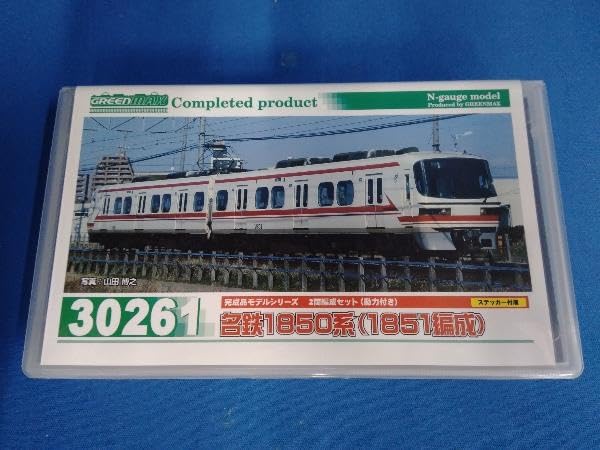 GREENMAX Completed product
N-gauge model
Produced by GREENMAX
写真:山田 博之
30261
完成品モデルシリーズ 2両編成セット(動力付き)
ステッカー付属
名鉄1850系(1851編成)